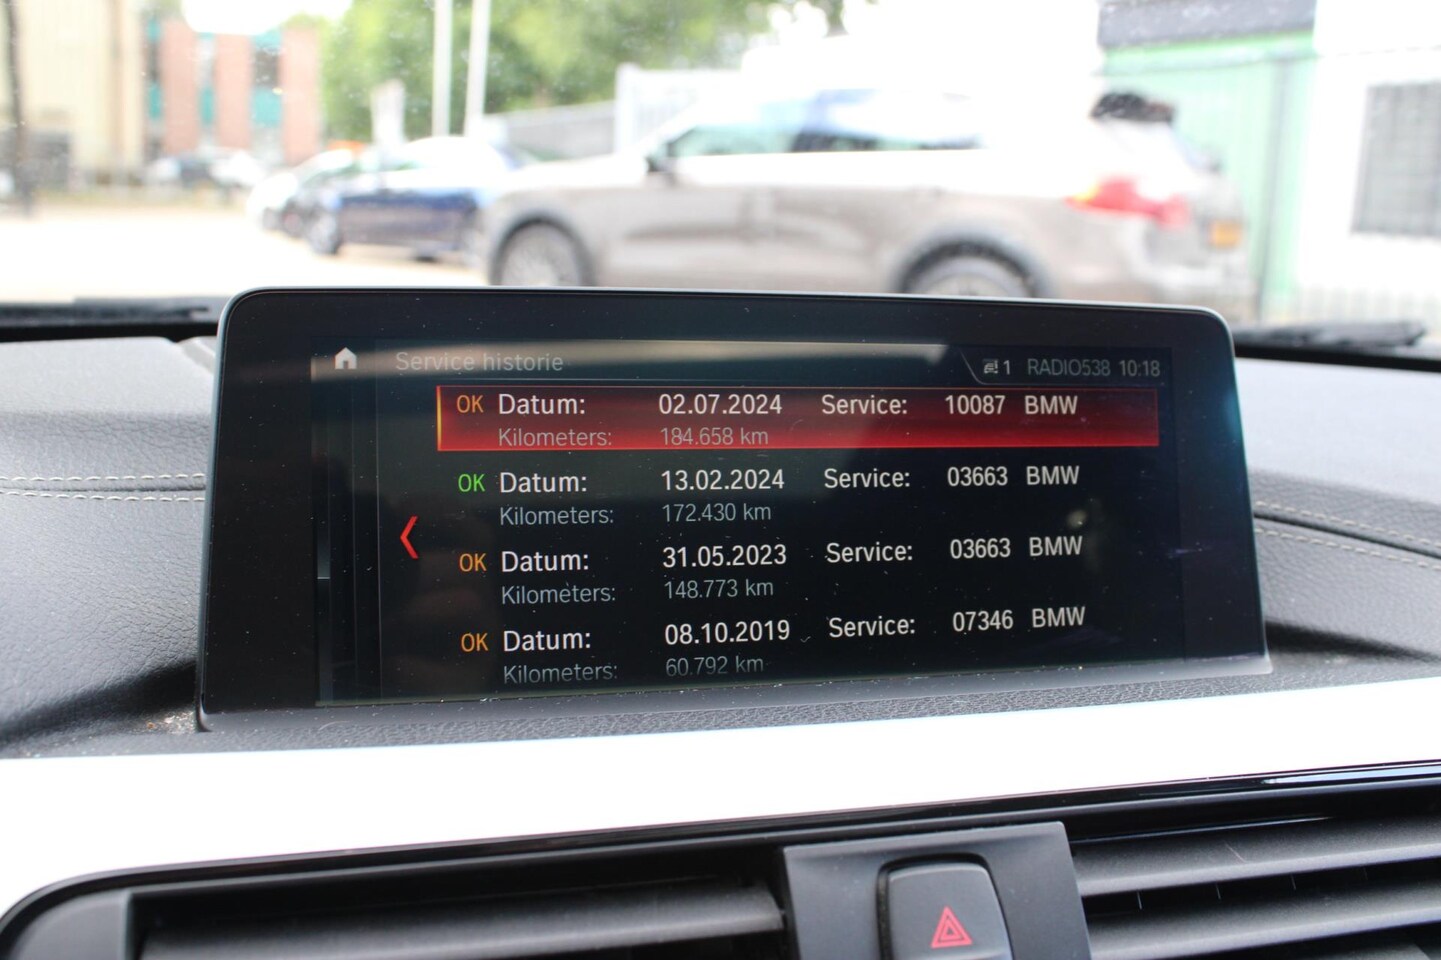 Service historie 1 RADIO538 10:18
OK Datum: 02.07.2024 Service: 10087 BMW
Kilometers: 184.658 km
OK Datum: 13.02.2024 Service: 03663 BMW
Kilometers: 172.430 km
OK Datum: 31.05.2023 Service: 03663 BMW
Kilometers: 148.773 km
OK Datum: 08.10.2019 Service: 07346 BMW
Kilometers: 60.792 km